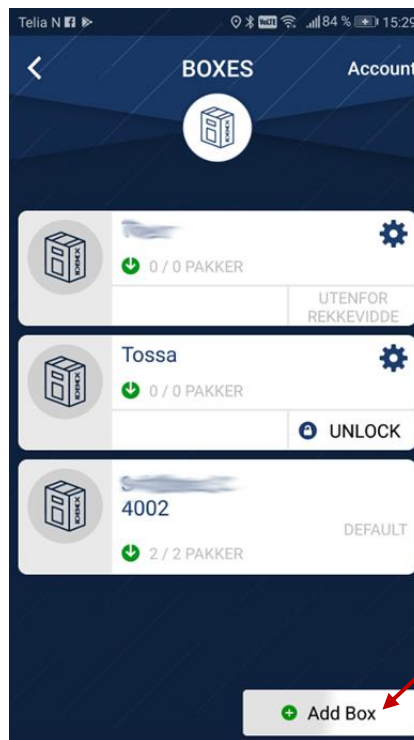 Telia N 84 % 15:29
BOXES Account
0 / 0 PAKKER
UTENFOR
REKKEVIDDE
Tossa
0 / 0 PAKKER
UNLOCK
4002
DEFAULT
2 / 2 PAKKER
Add Box